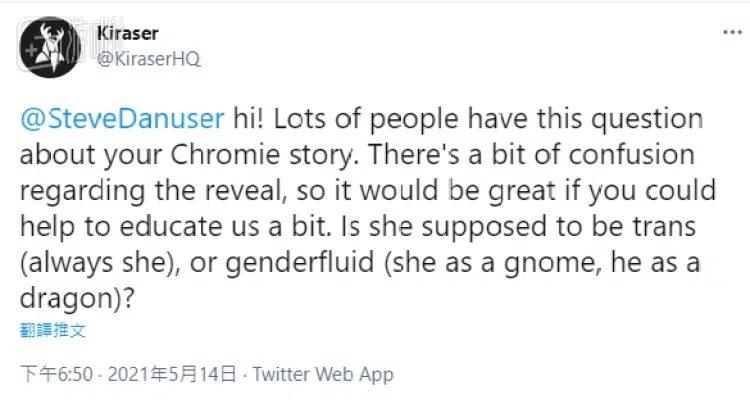 Kiraser
@KiraserHQ
@SteveDanuser hi! Lots of people have this question
about your Chromie story. There's a bit of confusion
regarding the reveal, so it would be great if you could
help to educate us a bit. Is she supposed to be trans
(always she), or genderfluid (she as a gnome, he as a
dragon)?
翻譯推文
下午6:50 · 2021年5月14日 · Twitter Web App